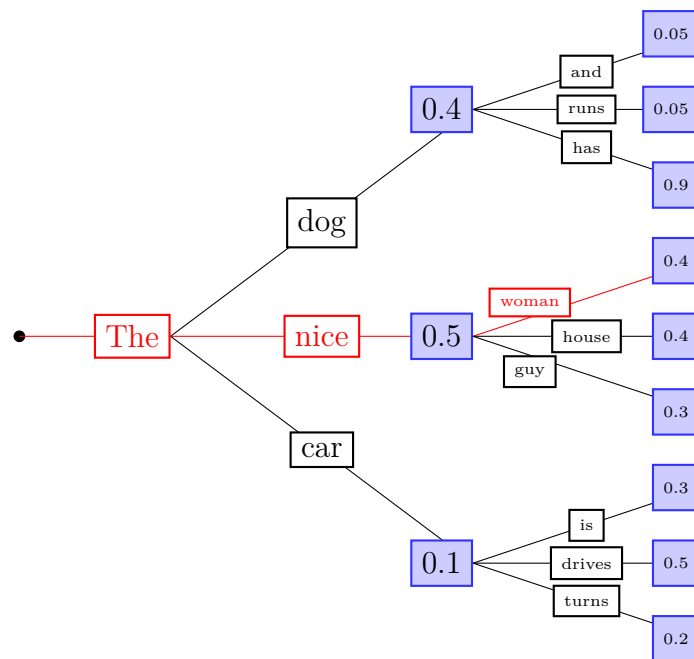 The
dog
0.4
and
0.05
runs
0.05
has
0.9
nice
0.5
woman
0.4
house
0.4
guy
0.3
car
0.1
is
0.3
drives
0.5
turns
0.2